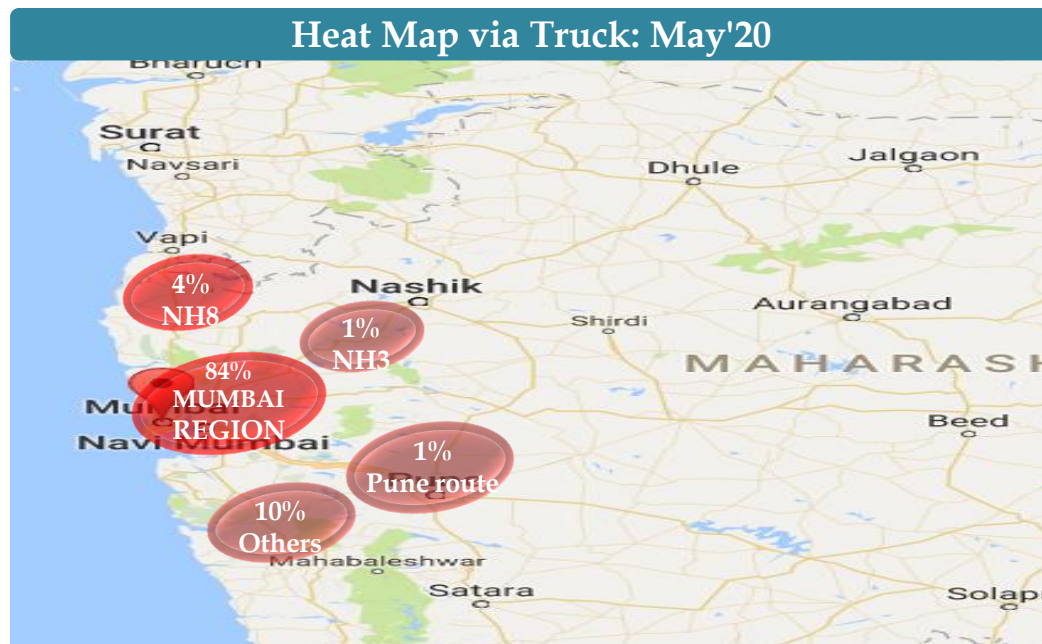 Heat Map via Truck: May'20
Bharuch
Surat
Navsari
Dhule
Jalgaon
Vapi
4%
NH8
Nashik
Aurangabad
Shirdi
1%
NH3
MAHARASH
84%
MUMBAI
REGION
Mumbai
Navi Mumbai
Beed
1%
Pune route
Pune
10%
Others
Mahabaleshwar
Satara
Solap